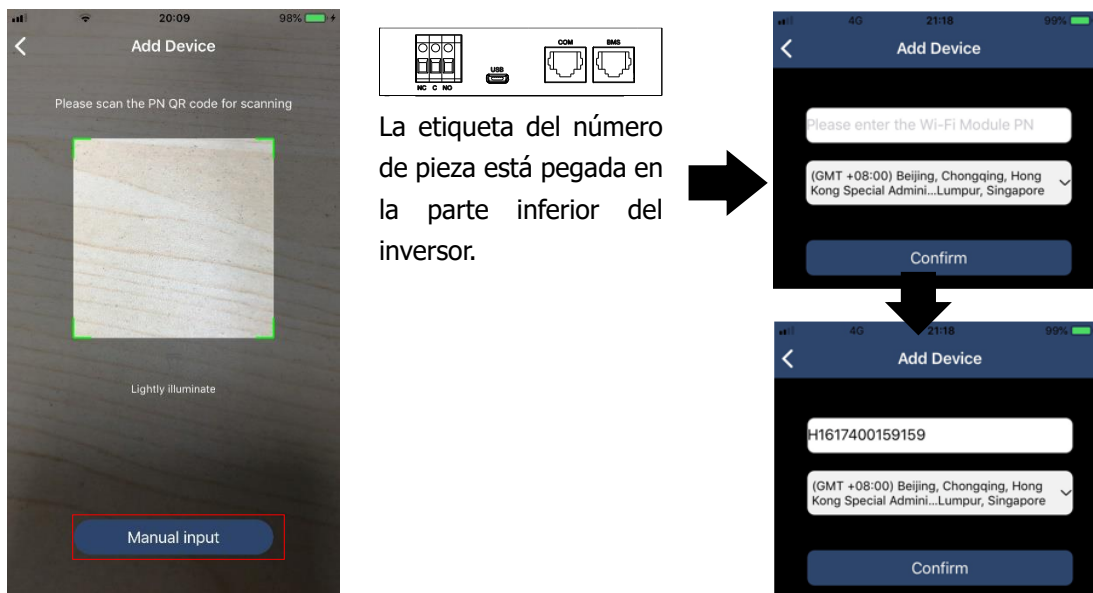 20:09
98%
Add Device
Please scan the PN QR code for scanning
Lightly illuminate
Manual input
NC C NO
USB
COM
BMS
La etiqueta del número
de pieza está pegada en
la parte inferior del
inversor.
4G 21:18 99%
Add Device
Please enter the Wi-Fi Module PN
(GMT +08:00) Beijing, Chongqing, Hong
Kong Special Admini...Lumpur, Singapore
Confirm
4G 21:18 99%
Add Device
H1617400159159
(GMT +08:00) Beijing, Chongqing, Hong
Kong Special Admini...Lumpur, Singapore
Confirm